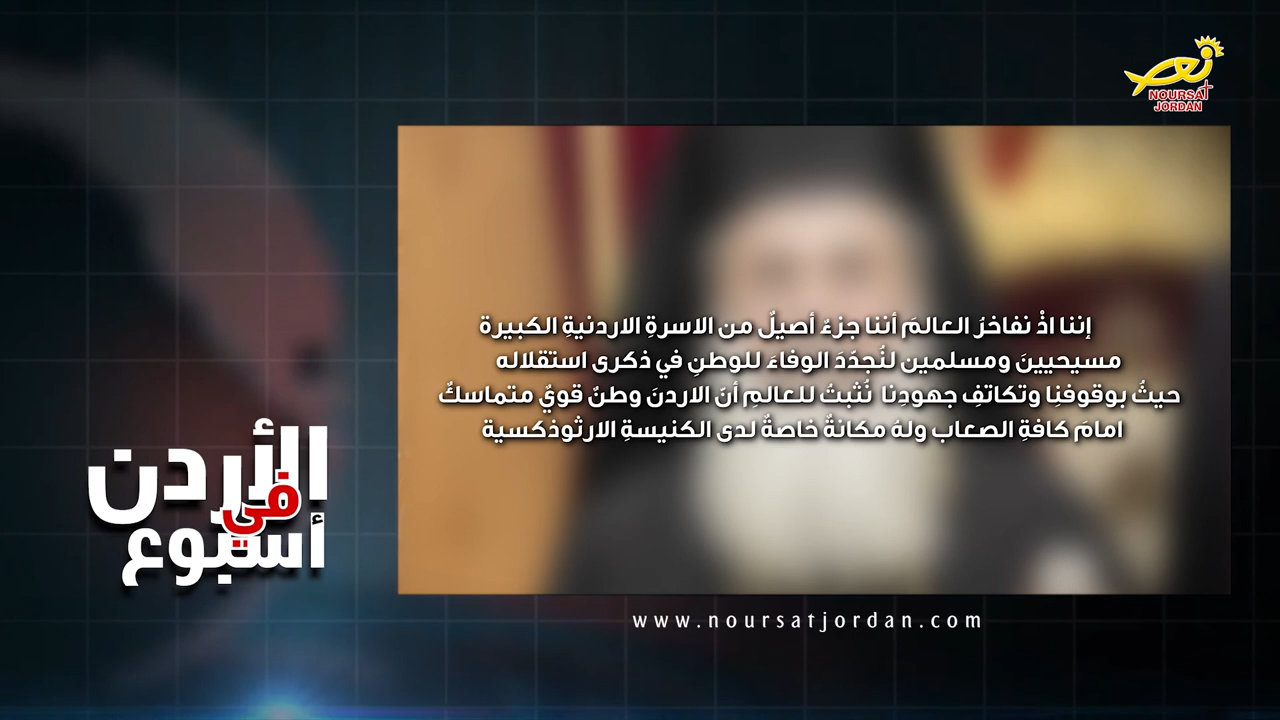 نور
NOURSAT
JORDAN
إننا اذْ نفاخرُ العالمَ أننا جزءٌ أصيلٌ من الاسرةِ الاردنيةِ الكبيرة
مسيحيينَ ومسلمين لنُجدّدَ الوفاءَ للوطنِ في ذكرى استقلاله
حيثُ بوقوفنِا وتكاتفِ جهودِنا نُثبتُ للعالمِ أنّ الاردنَ وطنٌ قويٌ متماسكٌ
امامَ كافةِ الصعاب ولهُ مكانةٌ خاصةٌ لدى الكنيسةِ الارثوذكسية
الأردن
في
أسبوع
www.noursatjordan.com